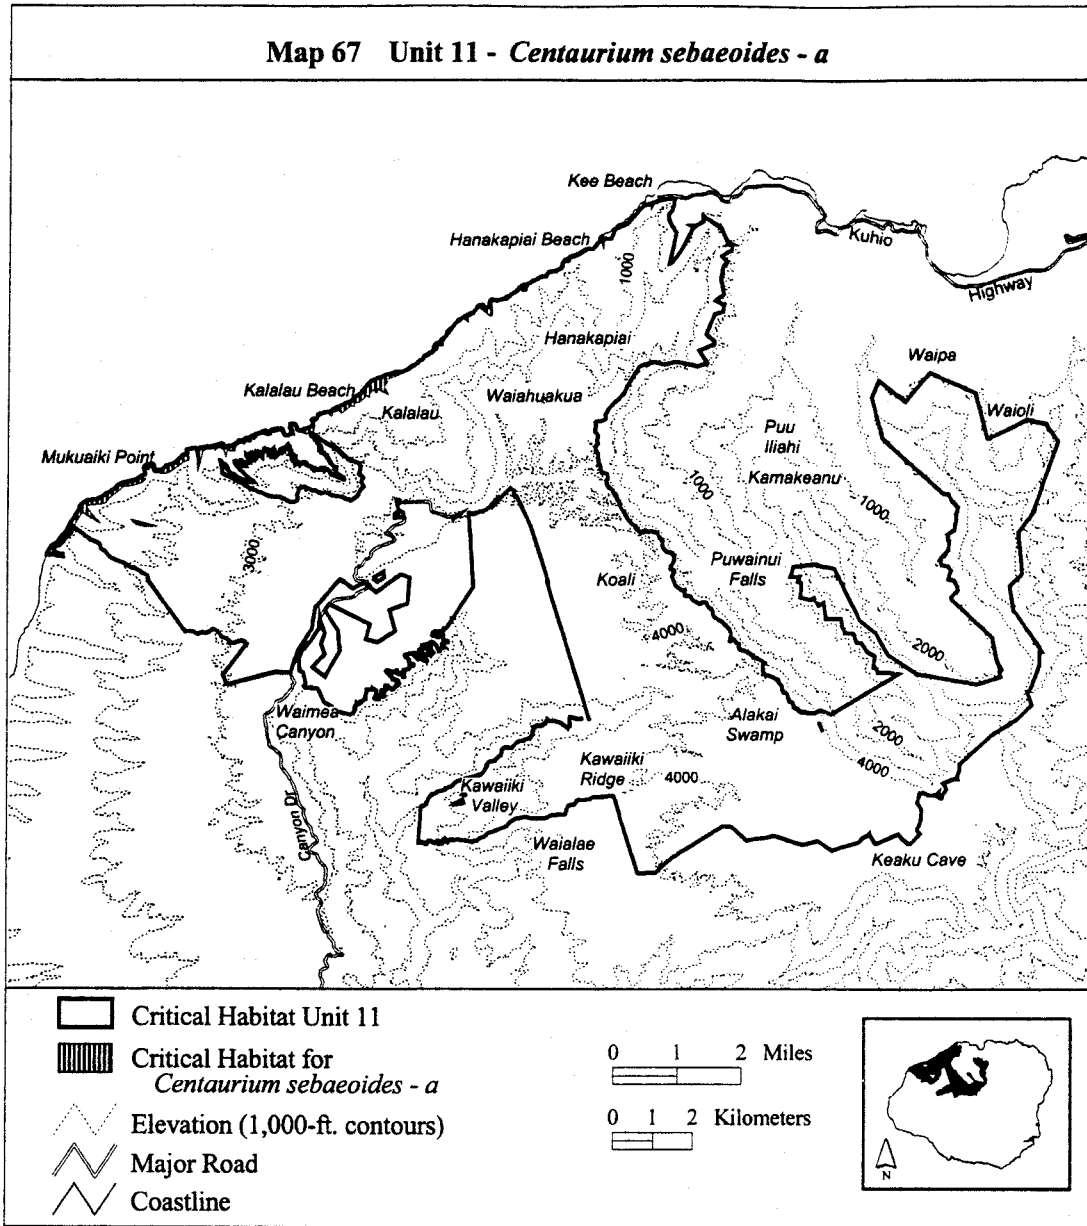 Map 67 Unit 11 - Centaurium sebaeoides - a
Kee Beach
Hanakapiai Beach
Kuhio
Highway
1000
Hanakapiai
Waipa
Kalalau Beach
Waiahuakua
Kalalau
Waioli
Puu
Iliahi
Mukuaiki Point
Kamakeanu
1000
1000
3000
Puwainui
Falls
Koali
4000
2000
Waimea
Canyon
Alakai
Swamp
2000
Kawaiiki
Ridge
4000
4000
Kawaiiki
Valley
Canyon Dr
Waialae
Falls
Keaku Cave
Critical Habitat Unit 11
Critical Habitat for
Centaurium sebaeoides - a
Elevation (1,000-ft. contours)
Major Road
Coastline
0 1 2 Miles
0 1 2 Kilometers
N